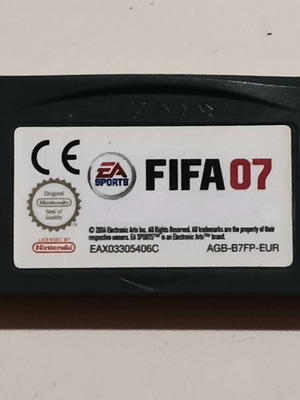 CE
EA
SPORTS
FIFA 07
Original
Nintendo
Seal of
Quality
LICENSED BY
Nintendo
© 2006 Electronic Arts Inc. All Rights Reserved. All trademarks are the property of their
respective owners. EA SPORTS™ is an Electronic Arts™ brand.
EAX03305406C
AGB-B7FP-EUR